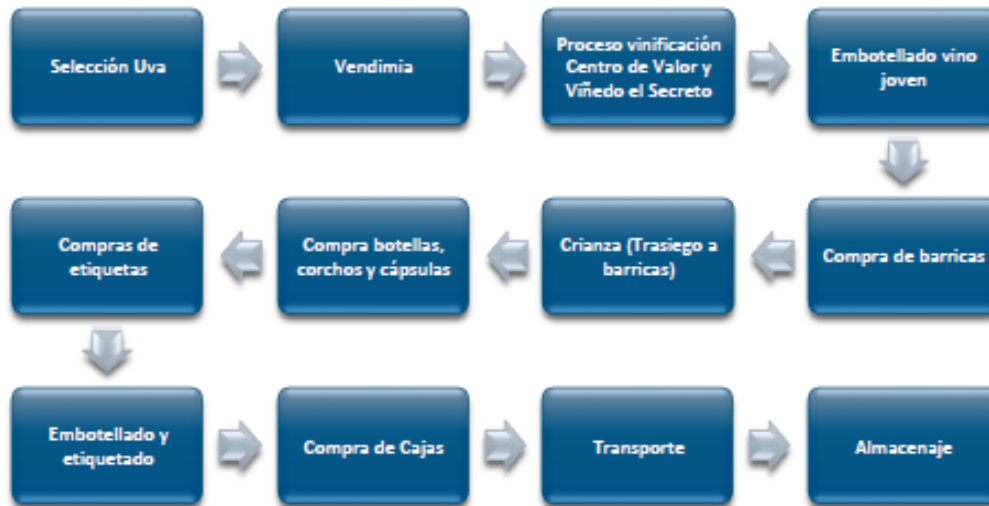 Selección Uva
Vendimia
Proceso vinificación
Centro de Valor y
Viñedo el Secreto
Embotellado vino
joven
Compra de barricas
Crianza (Trasiego a
barricas)
Compra botellas,
corchos y cápsulas
Compras de
etiquetas
Embotellado y
etiquetado
Compra de Cajas
Transporte
Almacenaje